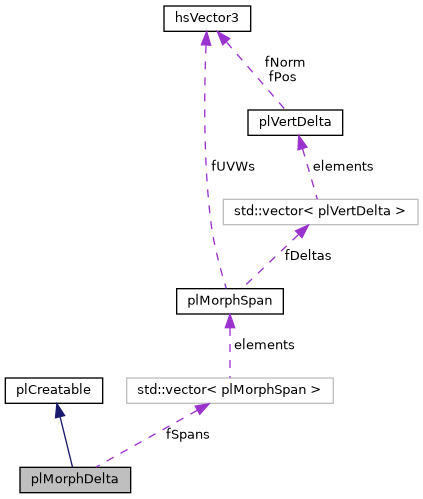 hsVector3
fNorm
fPos
plVertDelta
fUVWs
elements
std::vector< plVertDelta >
fDeltas
plMorphSpan
elements
plCreatable
std::vector< plMorphSpan >
fSpans
plMorphDelta